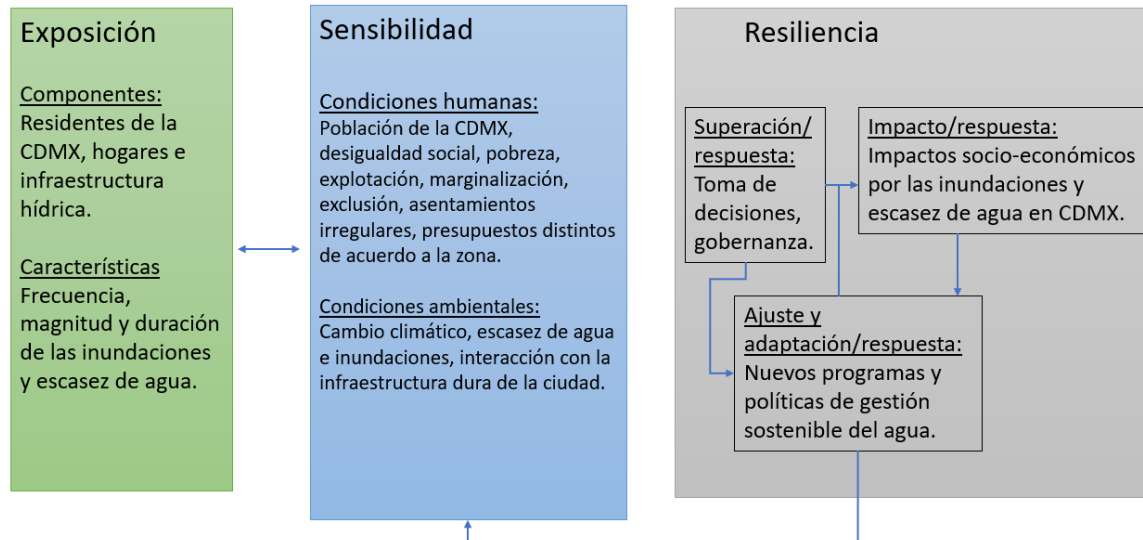 Exposición
Componentes:
Residentes de la
CDMX, hogares e
infraestructura
hídrica.
Características
Frecuencia,
magnitud y duración
de las inundaciones
y escasez de agua.
Sensibilidad
Condiciones humanas:
Población de la CDMX,
desigualdad social, pobreza,
explotación, marginalización,
exclusión, asentamientos
irregulares, presupuestos distintos
de acuerdo a la zona.
Condiciones ambientales:
Cambio climático, escasez de agua
e inundaciones, interacción con la
infraestructura dura de la ciudad.
Resiliencia
Superación/
respuesta:
Toma de
decisiones,
gobernanza.
Impacto/respuesta:
Impactos socio-económicos
por las inundaciones y
escasez de agua en CDMX.
Ajuste y
adaptación/respuesta:
Nuevos programas y
políticas de gestión
sostenible del agua.